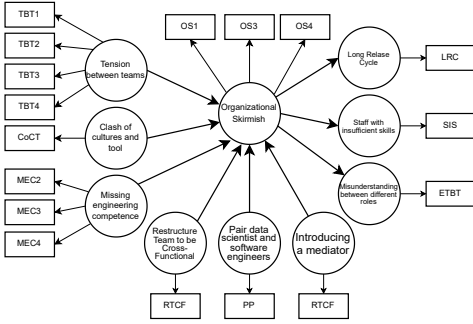 TBT1
TBT2
TBT3
TBT4
CoCT
MEC2
MEC3
MEC4
Tension
between teams
Clash of
cultures and
tool
Missing
engineering
competence
OS1
OS3
OS4
Organizational
Skirmish
Long Relase
Cycle
LRC
Staff with
insufficient skills
SIS
Misunderstanding
between different
roles
ETBT
Restructure
Team to be
Cross-
Functional
Pair data
scientist and
software
engineers
Introducing
a mediator
RTCF
PP
RTCF